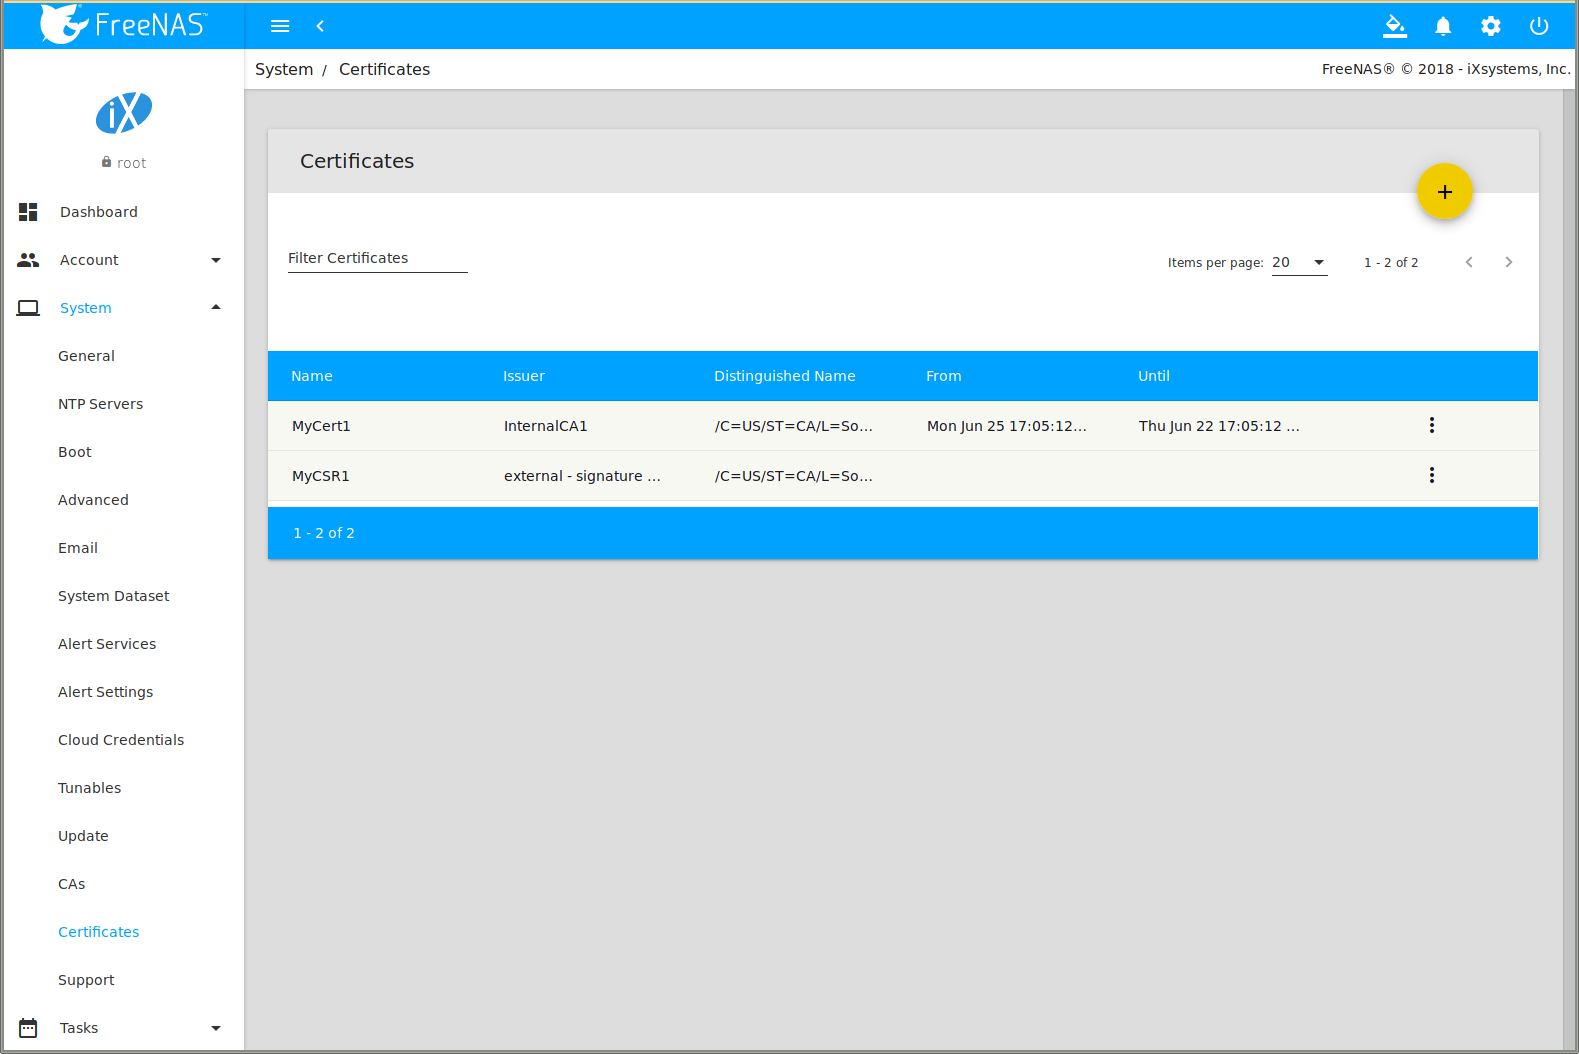 FreeNAS™
System / Certificates
FreeNAS® © 2018 - iXsystems, Inc.
iX
root
Dashboard
Account
System
General
NTP Servers
Boot
Advanced
Email
System Dataset
Alert Services
Alert Settings
Cloud Credentials
Tunables
Update
CAs
Certificates
Support
Tasks
Certificates
+
Filter Certificates
Items per page: 20 1 - 2 of 2
Name Issuer Distinguished Name From Until
MyCert1 InternalCA1 /C=US/ST=CA/L=So... Mon Jun 25 17:05:12... Thu Jun 22 17:05:12 ...
MyCSR1 external - signature ... /C=US/ST=CA/L=So...
1 - 2 of 2